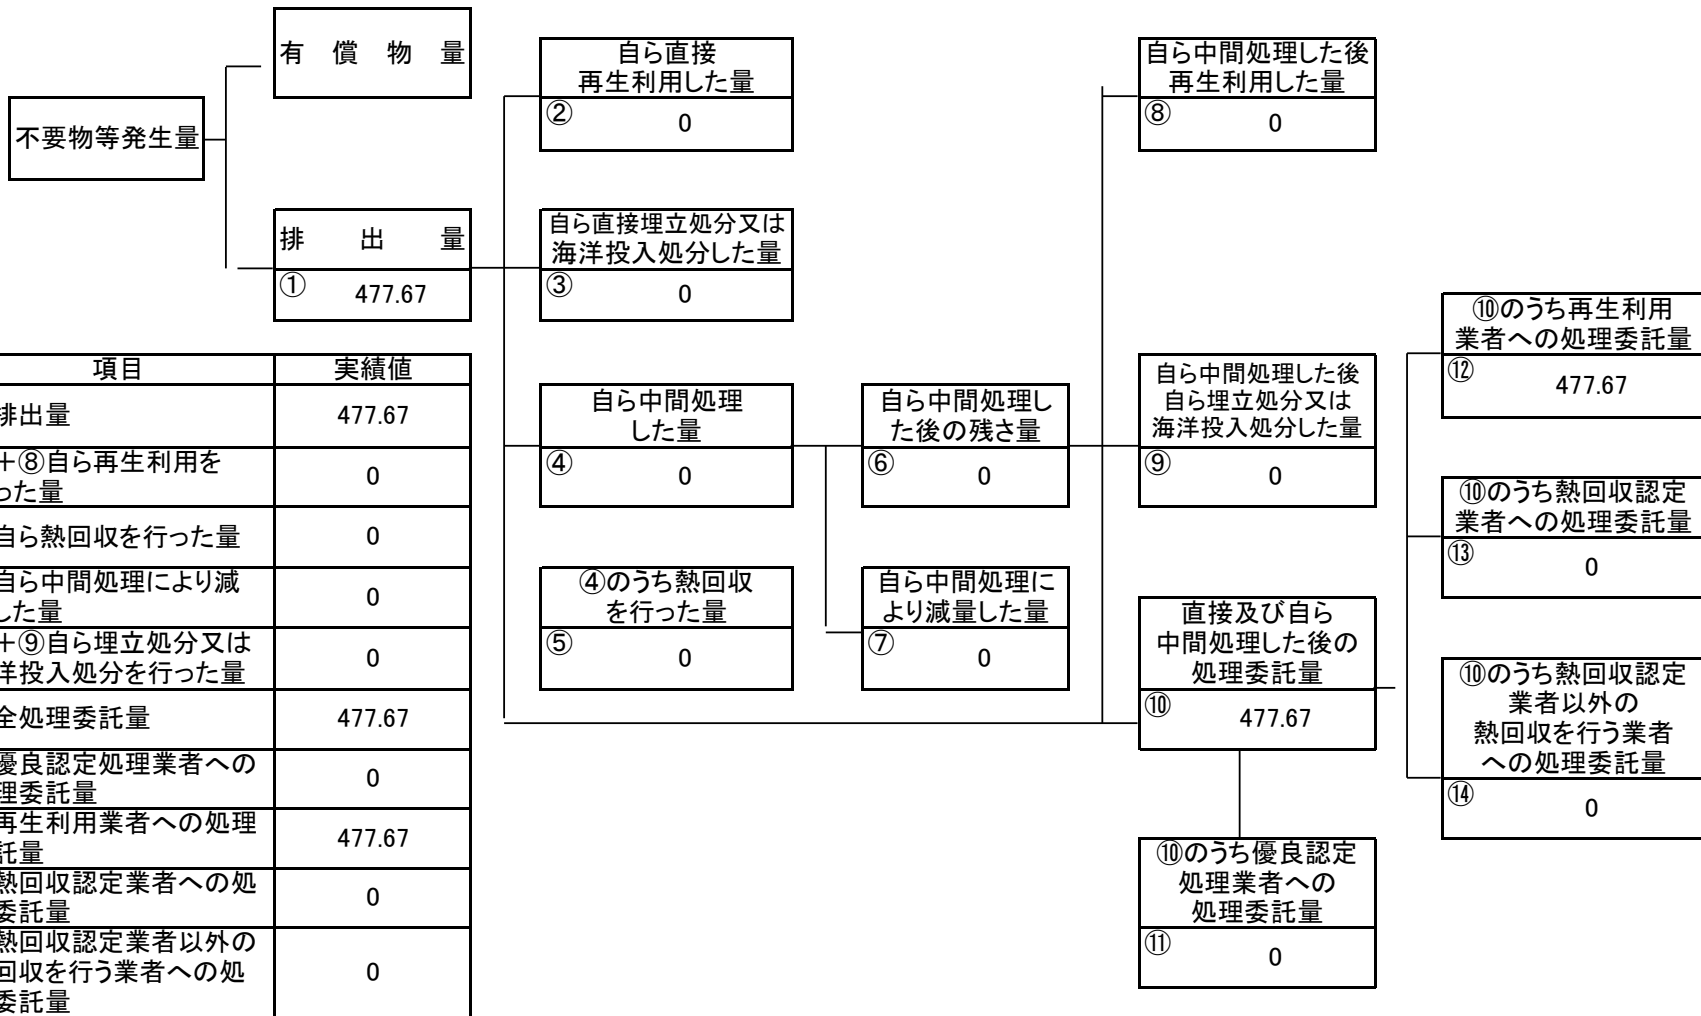 有　償　物　量
不要物等発生量
排　出　量
① 477.67
自ら直接
再生利用した量
② 0
自ら直接埋立処分又は
海洋投入処分した量
③ 0
自ら中間処理
した量
④ 0
④のうち熱回収
を行った量
⑤ 0
自ら中間処理し
た後の残さ量
⑥ 0
自ら中間処理に
より減量した量
⑦ 0
自ら中間処理した後
再生利用した量
⑧ 0
自ら中間処理した後
自ら埋立処分又は
海洋投入処分した量
⑨ 0
直接及び自ら
中間処理した後の
処理委託量
⑩ 477.67
⑩のうち優良認定
処理業者への
処理委託量
⑪ 0
⑩のうち再生利用
業者への処理委託量
⑫ 477.67
⑩のうち熱回収認定
業者への処理委託量
⑬ 0
⑩のうち熱回収認定
業者以外の
熱回収を行う業者
への処理委託量
⑭ 0
項目 実績値
排出量 477.67
＋⑧自ら再生利用を
った量 0
自ら熱回収を行った量 0
自ら中間処理により減
した量 0
＋⑨自ら埋立処分又は
洋投入処分を行った量 0
全処理委託量 477.67
優良認定処理業者への
理委託量 0
再生利用業者への処理
託量 477.67
熱回収認定業者への処
委託量 0
熱回収認定業者以外の
回収を行う業者への処
委託量 0